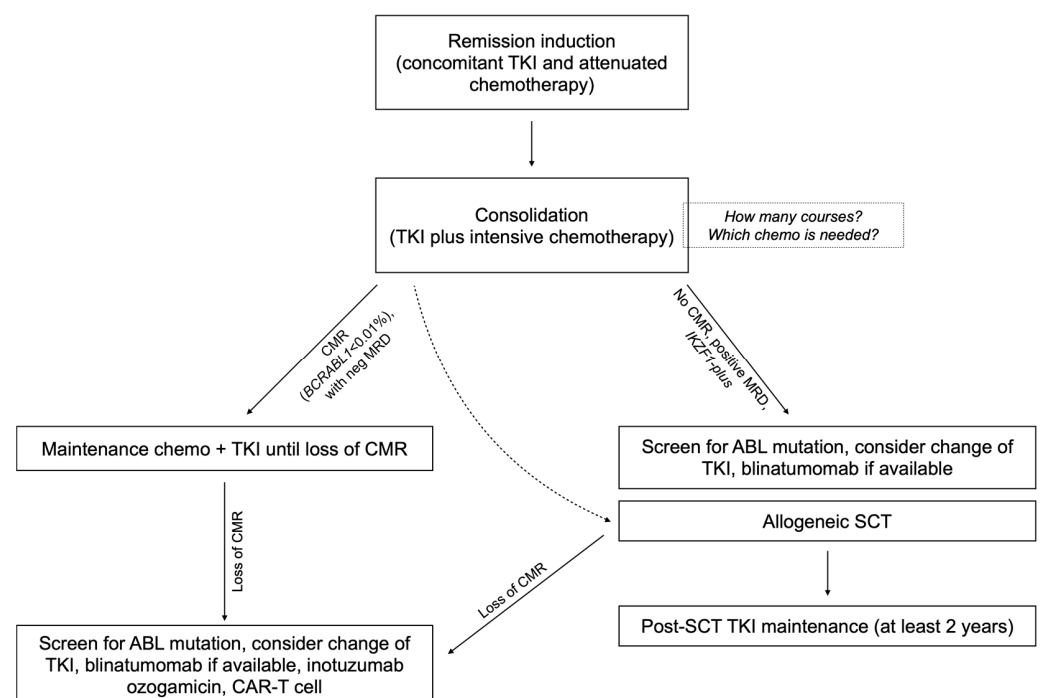 Remission induction
(concomitant TKI and attenuated
chemotherapy)
Consolidation
(TKI plus intensive chemotherapy)
How many courses?
Which chemo is needed?
CMR
(BCRABL1<0.01%),
with neg MRD
No CMR, positive MRD,
IKZF1-plus
Maintenance chemo + TKI until loss of CMR
Screen for ABL mutation, consider change of
TKI, blinatumomab if available
Allogeneic SCT
Loss of CMR
Loss of CMR
Post-SCT TKI maintenance (at least 2 years)
Screen for ABL mutation, consider change of
TKI, blinatumomab if available, inotuzumab
ozogamicin, CAR-T cell